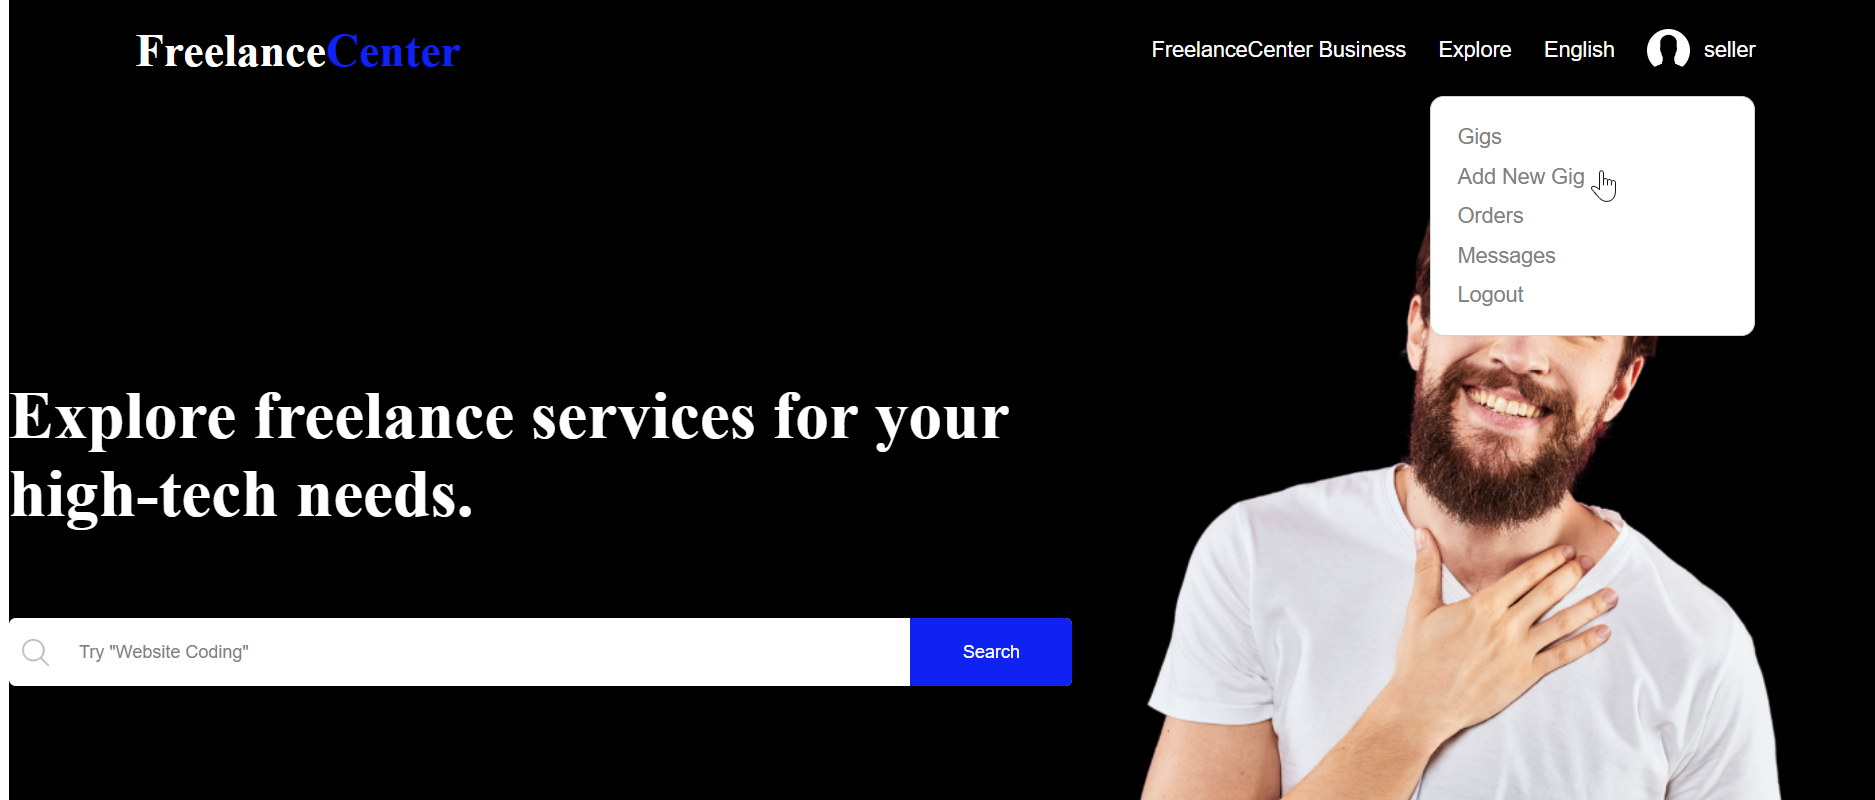 FreelanceCenter
FreelanceCenter Business
Explore
English
seller
Gigs
Add New Gig
Orders
Messages
Logout
Explore freelance services for your
high-tech needs.
Try "Website Coding"
Search